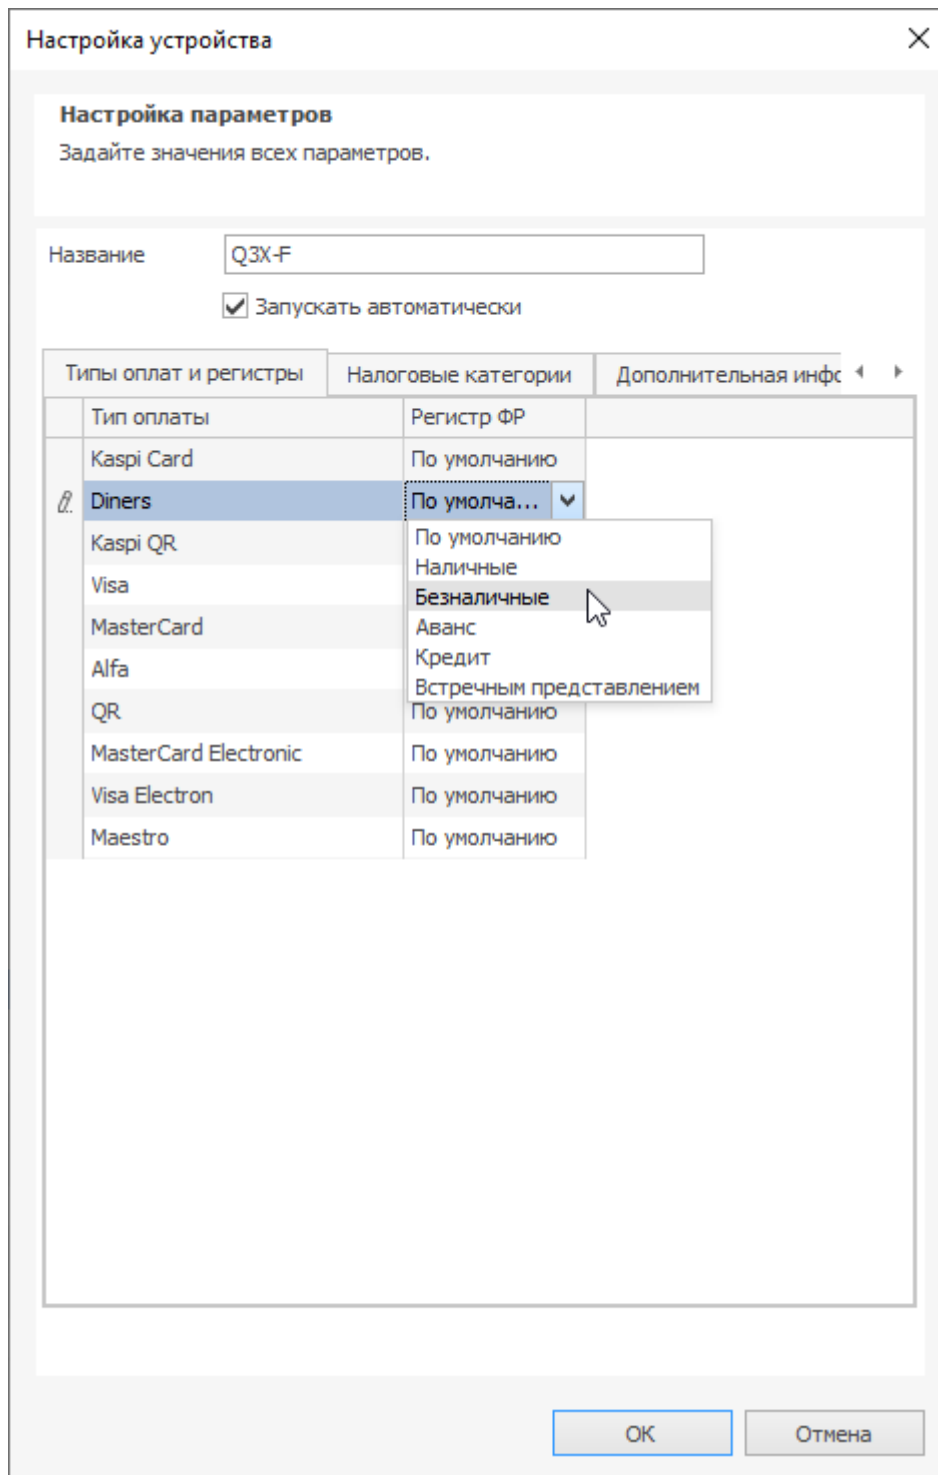 Настройка устройства
Настройка параметров
Задайте значения всех параметров.
Название Q3X-F
Запускать автоматически
Типы оплат и регистры Налоговые категории Дополнительная инфо
Тип оплаты Регистр ФР
Kaspi Card По умолчанию
Diners По умолча...
Kaspi QR
По умолчанию
Наличные
Visa
Безналичные
MasterCard
Аванс
Alfa
Кредит
Встречным представлением
QR По умолчанию
MasterCard Electronic По умолчанию
Visa Electron По умолчанию
Maestro По умолчанию
OK Отмена